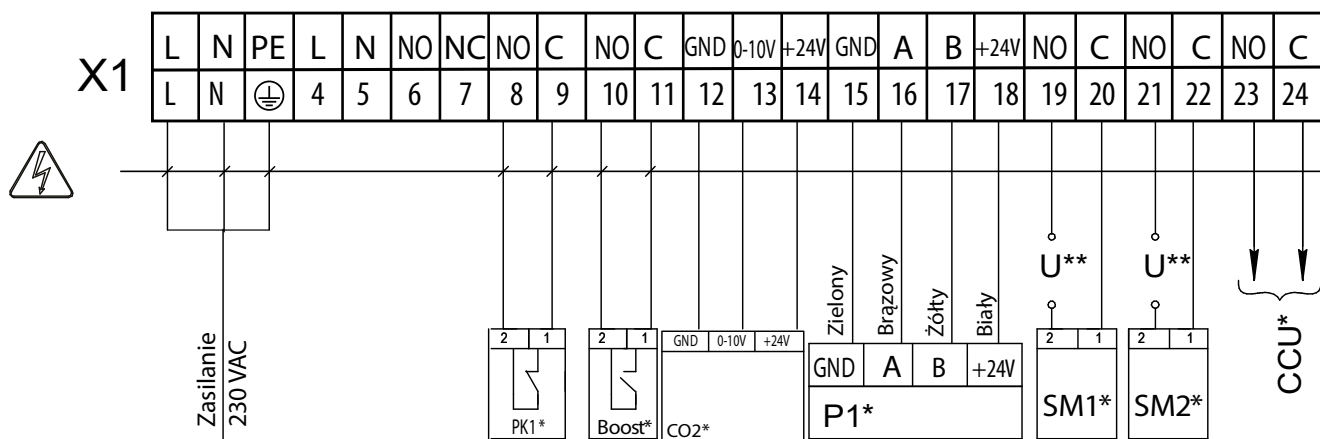 X1
L N PE L N NO NC NO C NO C GND 0-10V +24V GND A B +24V NO C NO C NO C
L N 4 5 6 7 8 9 10 11 12 13 14 15 16 17 18 19 20 21 22 23 24
Zasilanie
230 VAC
2 1
PK1*
2 1
Boost*
GND 0-10V +24V
CO2*
Zielony
Brązowy
Żółty
Biały
GND A B +24V
P1*
U**
2 1
SM1*
U**
2 1
SM2*
CCU*